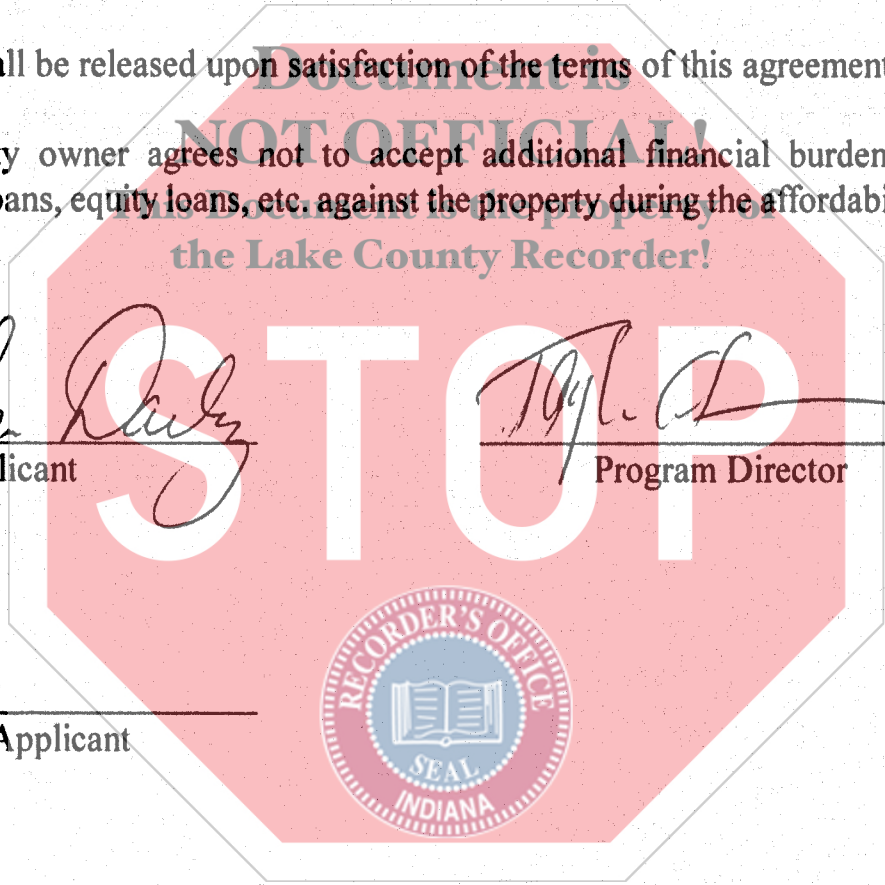 all be released upon satisfaction of the terms of this agreement
Document is
NOT OFFICIAL!
y owner agrees not to accept additional financial burden
oans, equity loans, etc. against the property during the affordabi
This Document is the property of
the Lake County Recorder!
STOP
licant
Program Director
RECORDER'S OFFICE
SEAL
INDIANA
Applicant